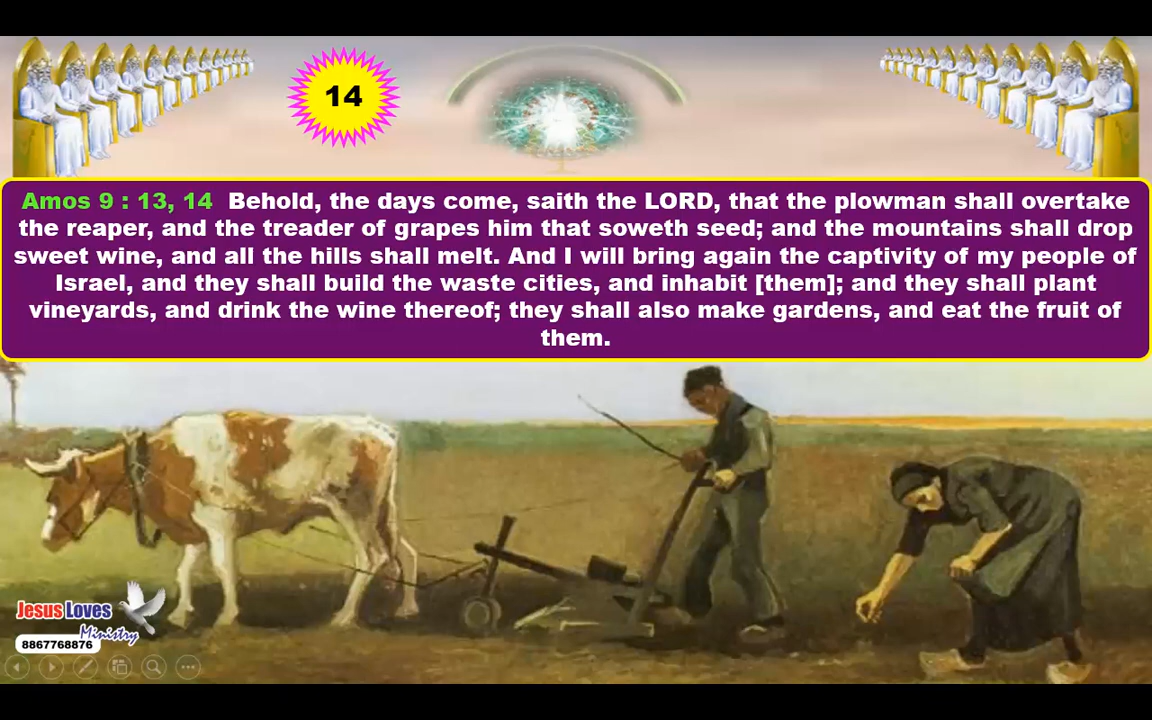 14
Amos 9 : 13, 14 Behold, the days come, saith the LORD, that the plowman shall overtake
the reaper, and the treader of grapes him that soweth seed; and the mountains shall drop
sweet wine, and all the hills shall melt. And I will bring again the captivity of my people of
Israel, and they shall build the waste cities, and inhabit [them]; and they shall plant
vineyards, and drink the wine thereof; they shall also make gardens, and eat the fruit of
them.
Jesus Loves
Ministry
8867768876